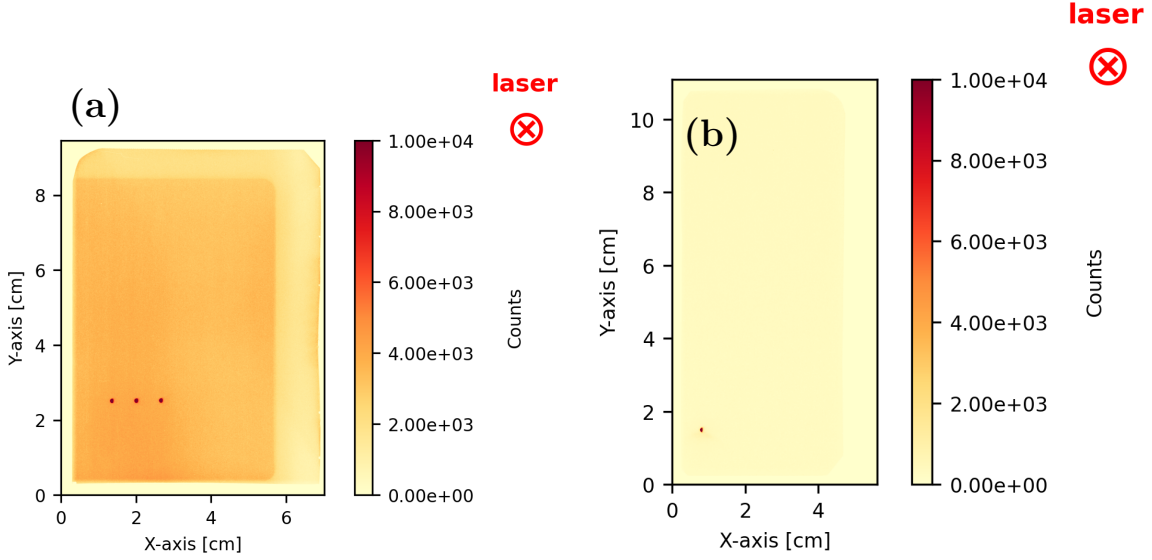 laser
(a)
1.00e+04
8.00e+03
6.00e+03
4.00e+03
2.00e+03
0.00e+00
Counts
8
6
4
2
0
Y-axis [cm]
0 2 4 6
X-axis [cm]
laser
(b)
1.00e+04
8.00e+03
6.00e+03
4.00e+03
2.00e+03
0.00e+00
Counts
10
8
6
4
2
0
Y-axis [cm]
0 2 4
X-axis [cm]